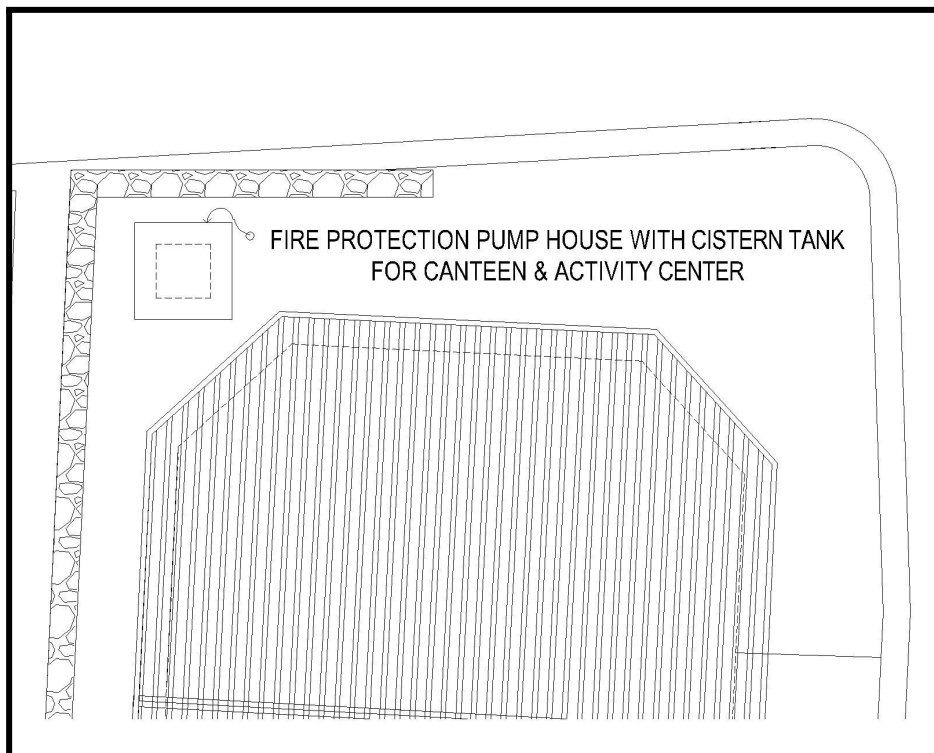 FIRE PROTECTION PUMP HOUSE WITH CISTERN TANK
FOR CANTEEN & ACTIVITY CENTER